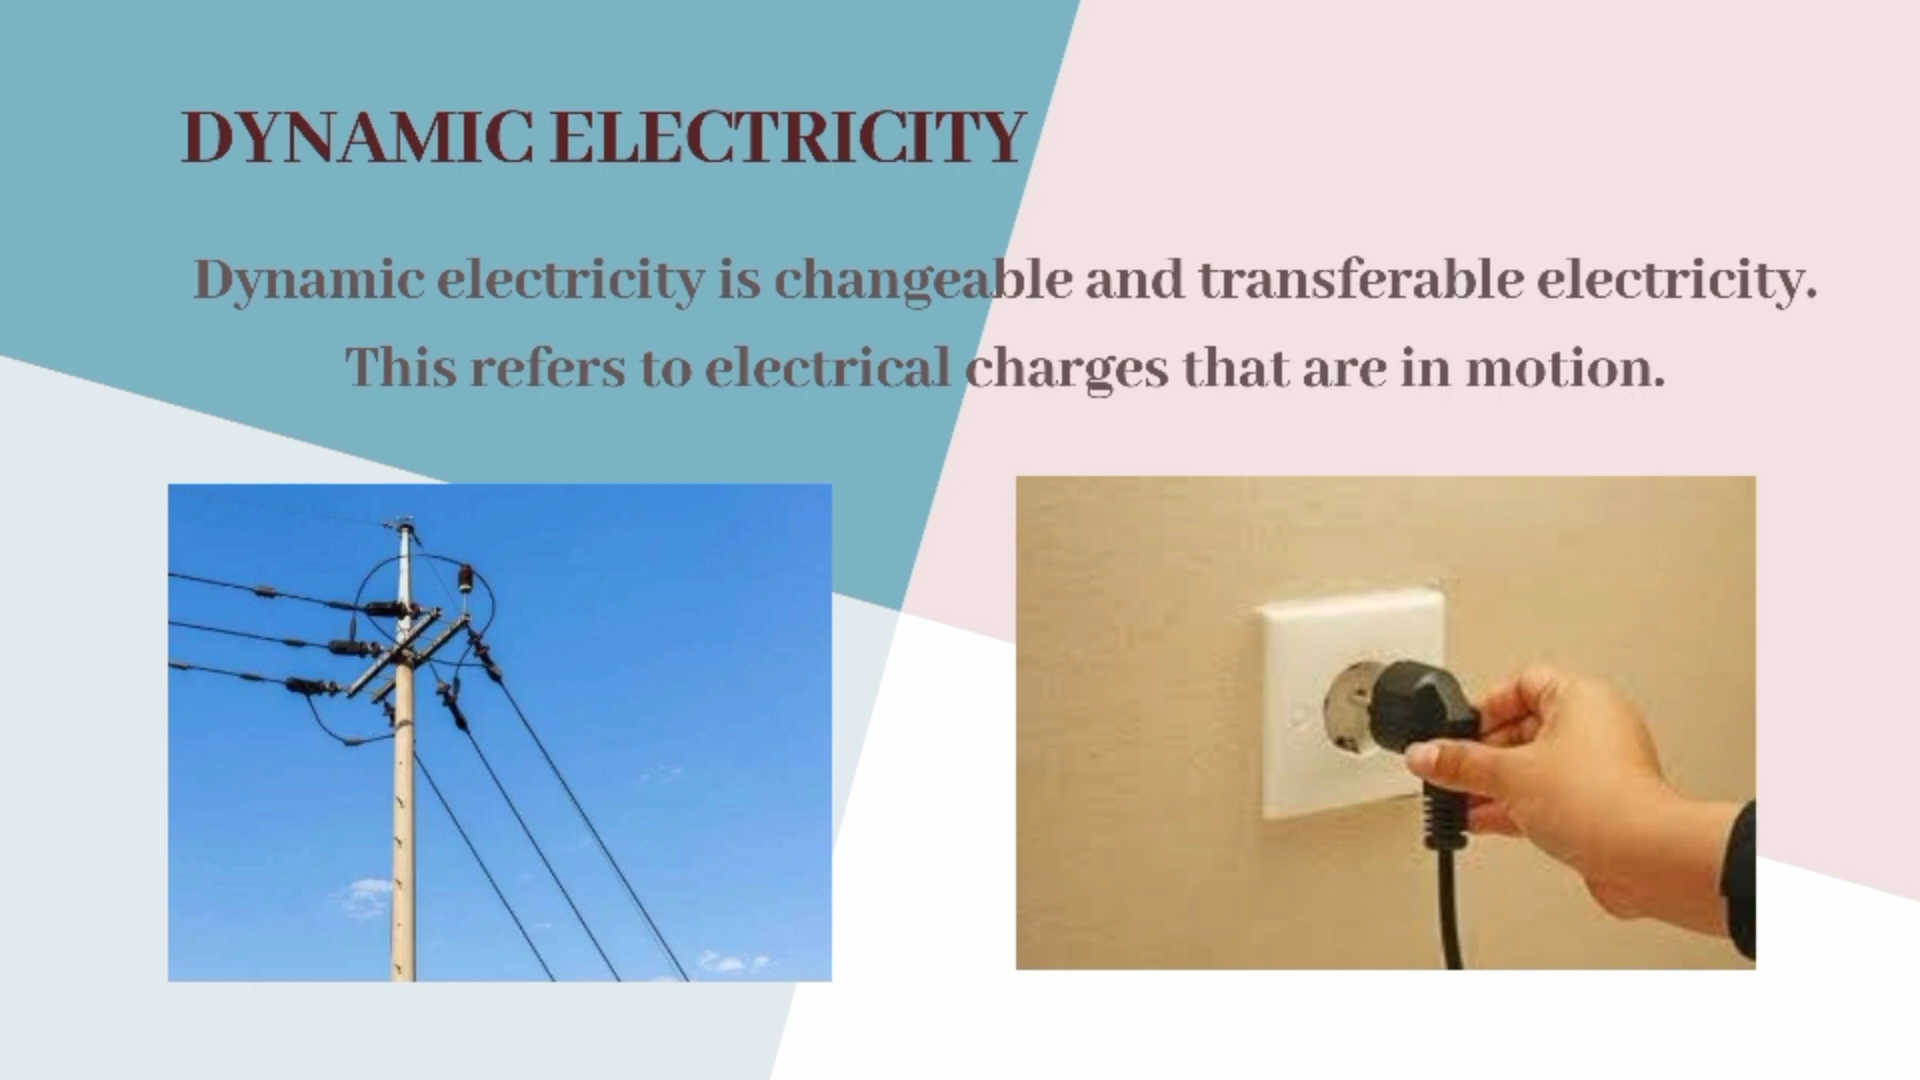 DYNAMIC ELECTRICITY
Dynamic electricity is changeable and transferable electricity.
This refers to electrical charges that are in motion.